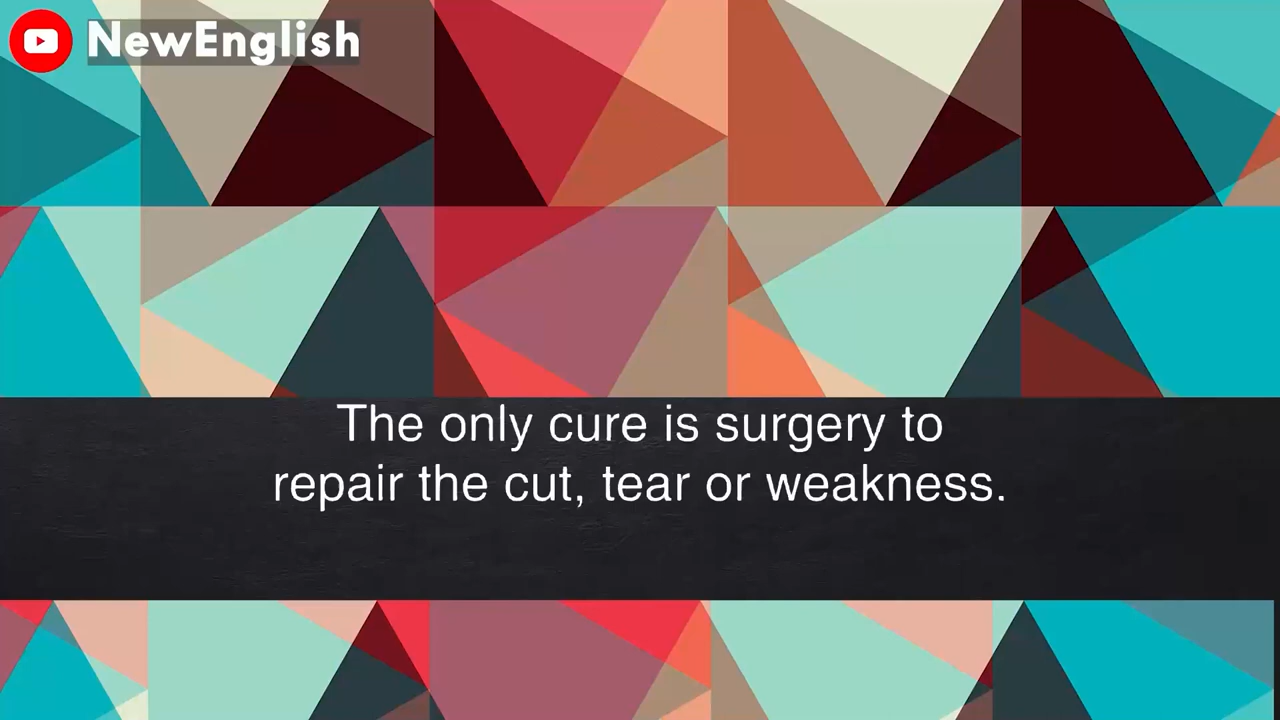 NewEnglish
The only cure is surgery to
repair the cut, tear or weakness.